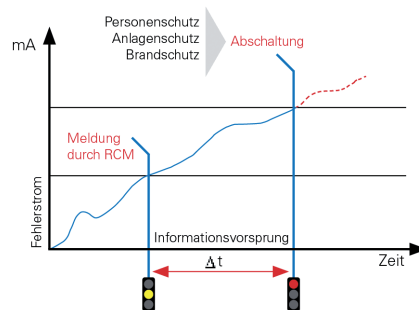 Personenschutz
Anlagenschutz
Brandschutz
mA
Abschaltung
Meldung
durch RCM
Fehlerstrom
Informationsvorsprung
Δt
Zeit